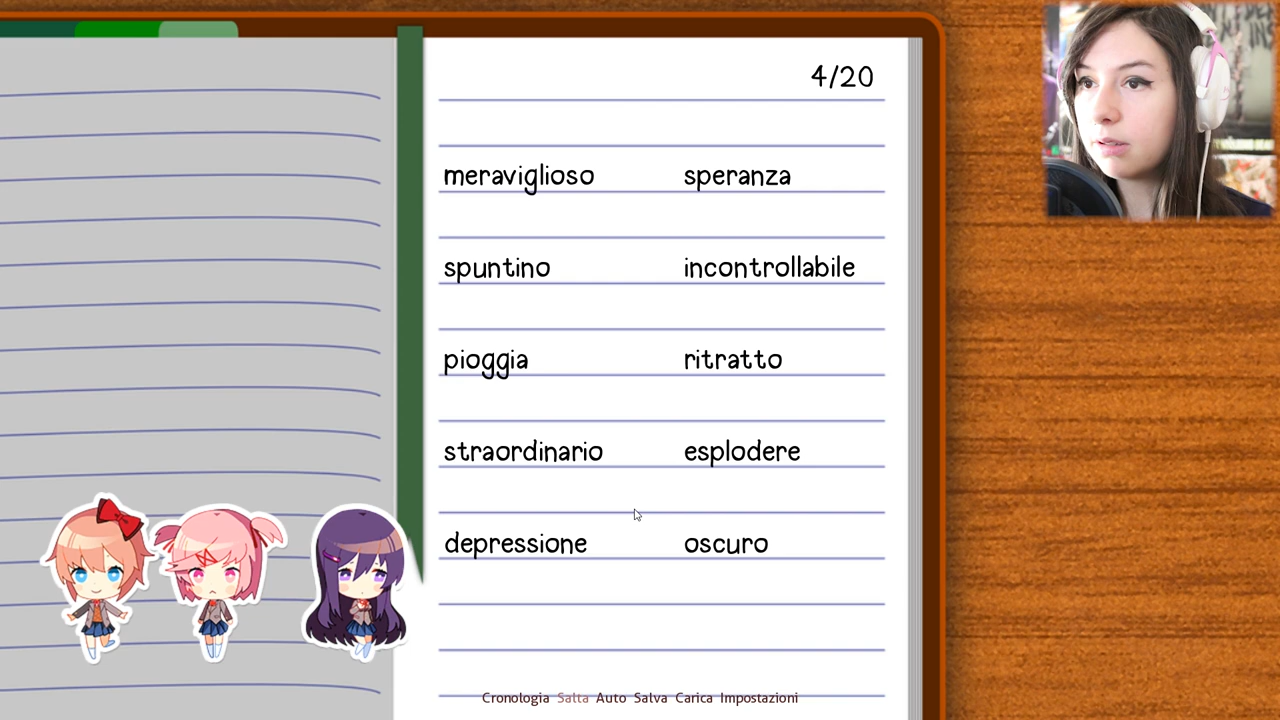 4/20
meraviglioso speranza
spuntino incontrollabile
pioggia ritratto
straordinario esplodere
depressione oscuro
Cronologia Salta Auto Salva Carica Impostazioni